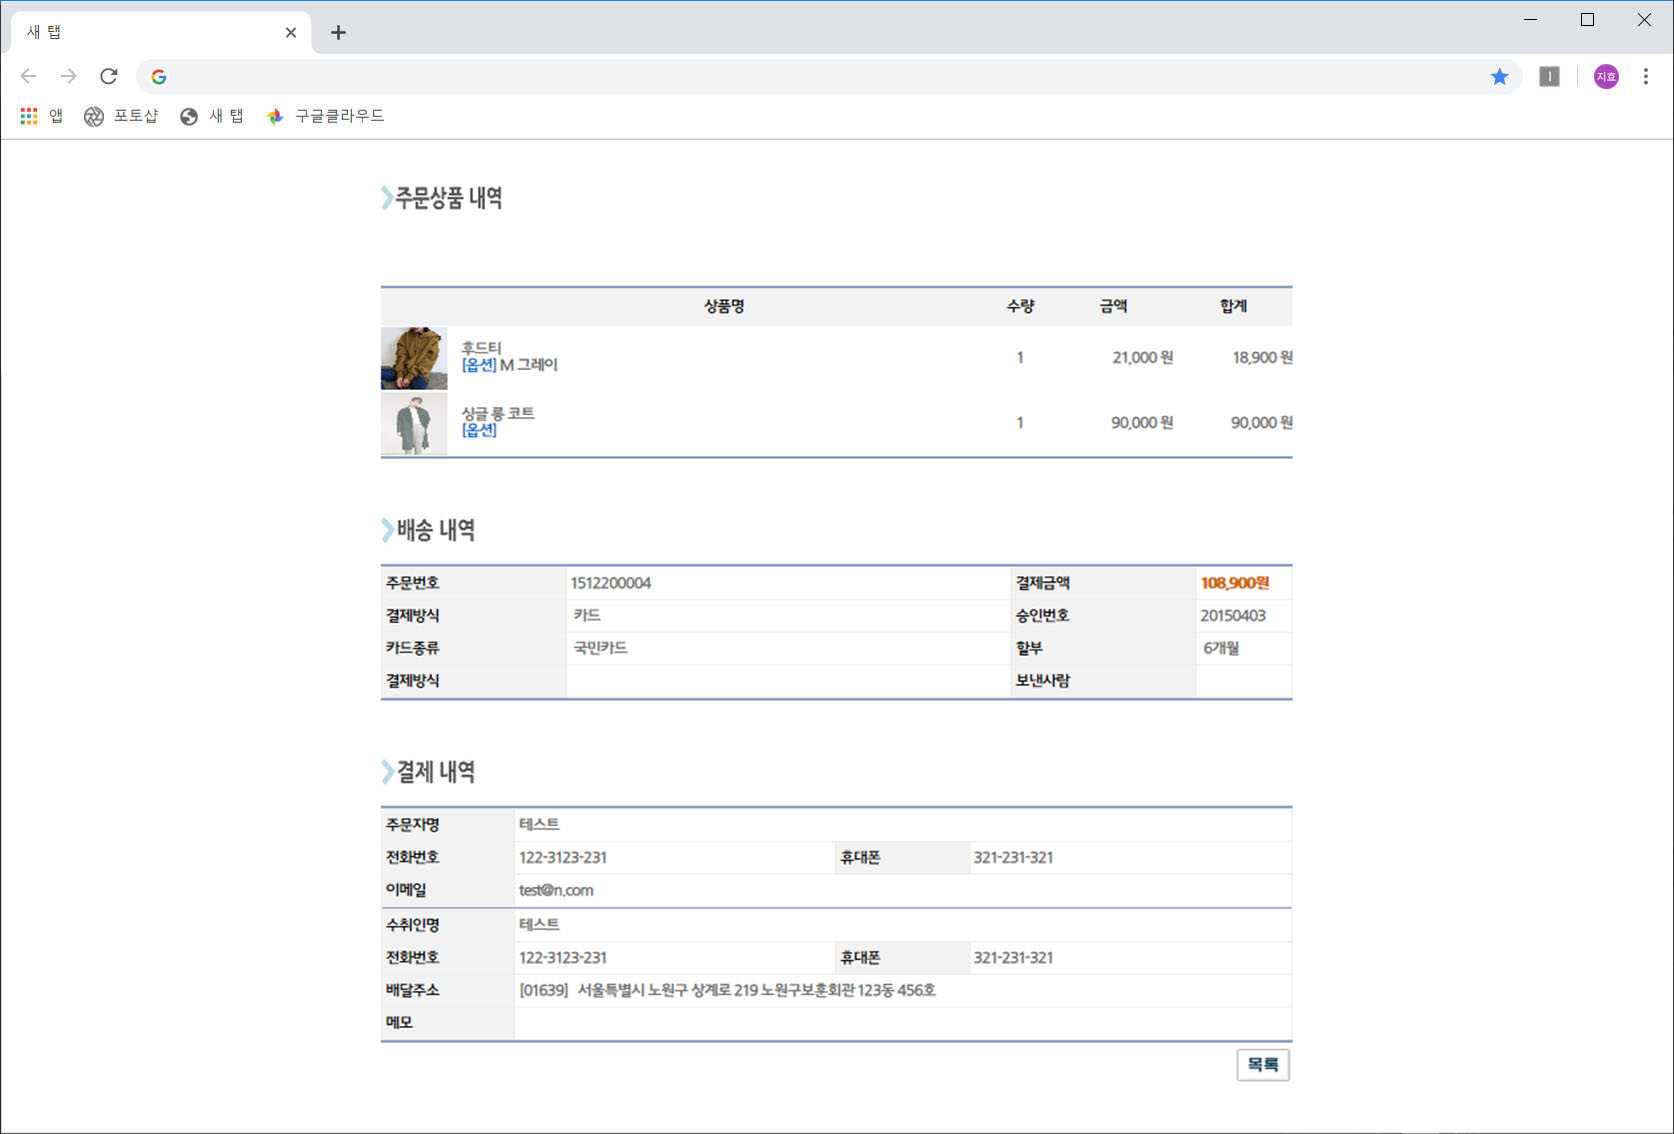 새 탭
지효
앱 포토샵 새 탭 구글클라우드
주문상품 내역
상품명 수량 금액 합계
후드티
[옵션] M 그레이 1 21,000 원 18,900 원
싱글 롱 코트
[옵션] 1 90,000 원 90,000 원
배송 내역
주문번호 1512200004 결제금액 108,900원
결제방식 카드 승인번호 20150403
카드종류 국민카드 할부 6개월
결제방식 보낸사람
결제 내역
주문자명 테스트
전화번호 122-3123-231 휴대폰 321-231-321
이메일 test@n.com
수취인명 테스트
전화번호 122-3123-231 휴대폰 321-231-321
배달주소 [01639] 서울특별시 노원구 상계로 219 노원구보훈회관 123동 456호
메모
목록